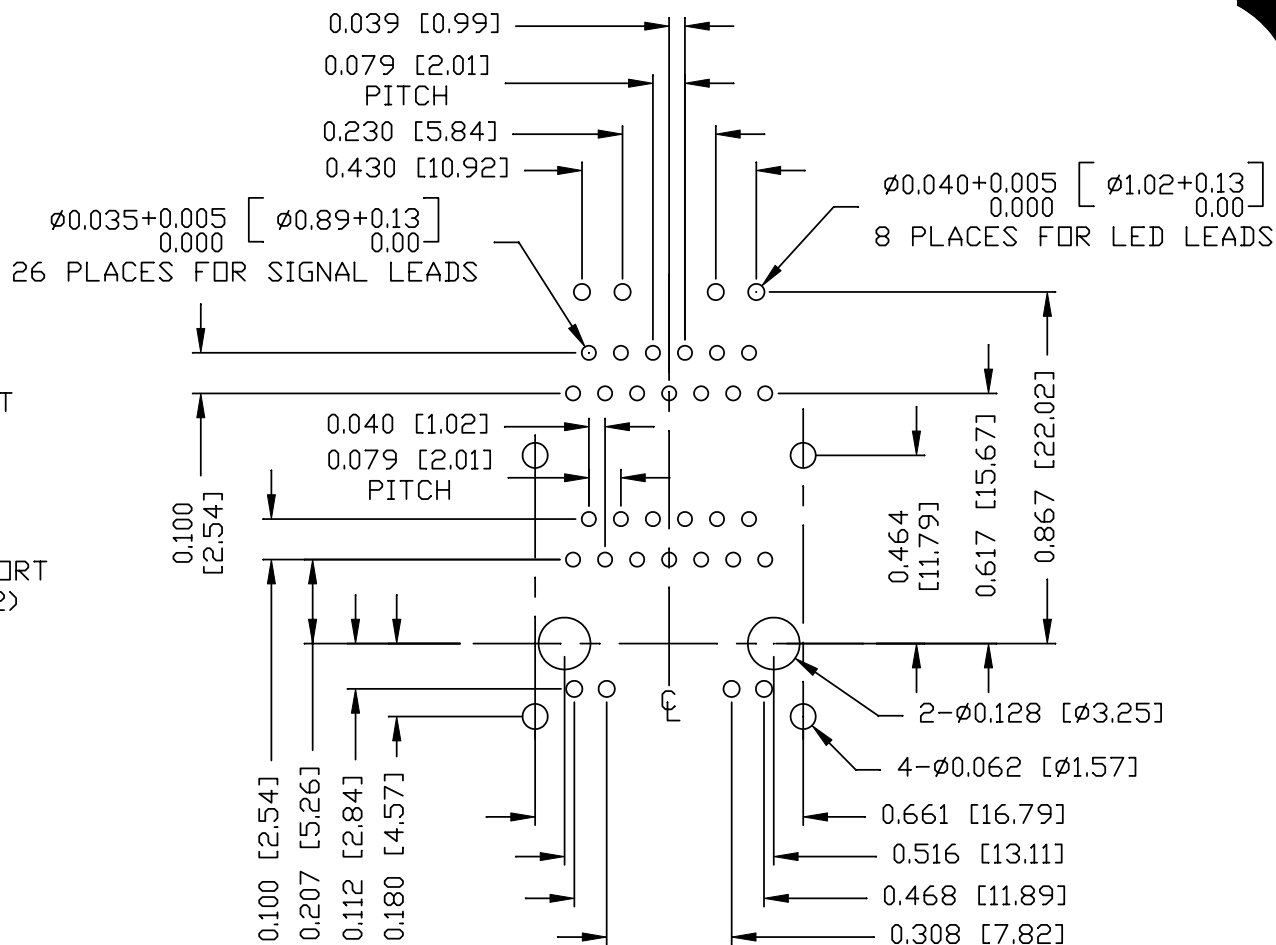 0.039 [0.99]
0.079 [2.01]
PITCH
0.230 [5.84]
0.430 [10.92]
Ø0.035+0.005 [Ø0.89+0.13]
0.000 0.00
26 PLACES FOR SIGNAL LEADS
Ø0.040+0.005 [Ø1.02+0.13]
0.000 0.00
8 PLACES FOR LED LEADS
T
0.040 [1.02]
0.079 [2.01]
PITCH
0.100
[2.54]
ORT
2)
0.464
[11.79]
0.617 [15.67]
0.867 [22.02]
℄
2-Ø0.128 [Ø3.25]
4-Ø0.062 [Ø1.57]
0.100 [2.54]
0.207 [5.26]
0.112 [2.84]
0.180 [4.57]
0.661 [16.79]
0.516 [13.11]
0.468 [11.89]
0.308 [7.82]